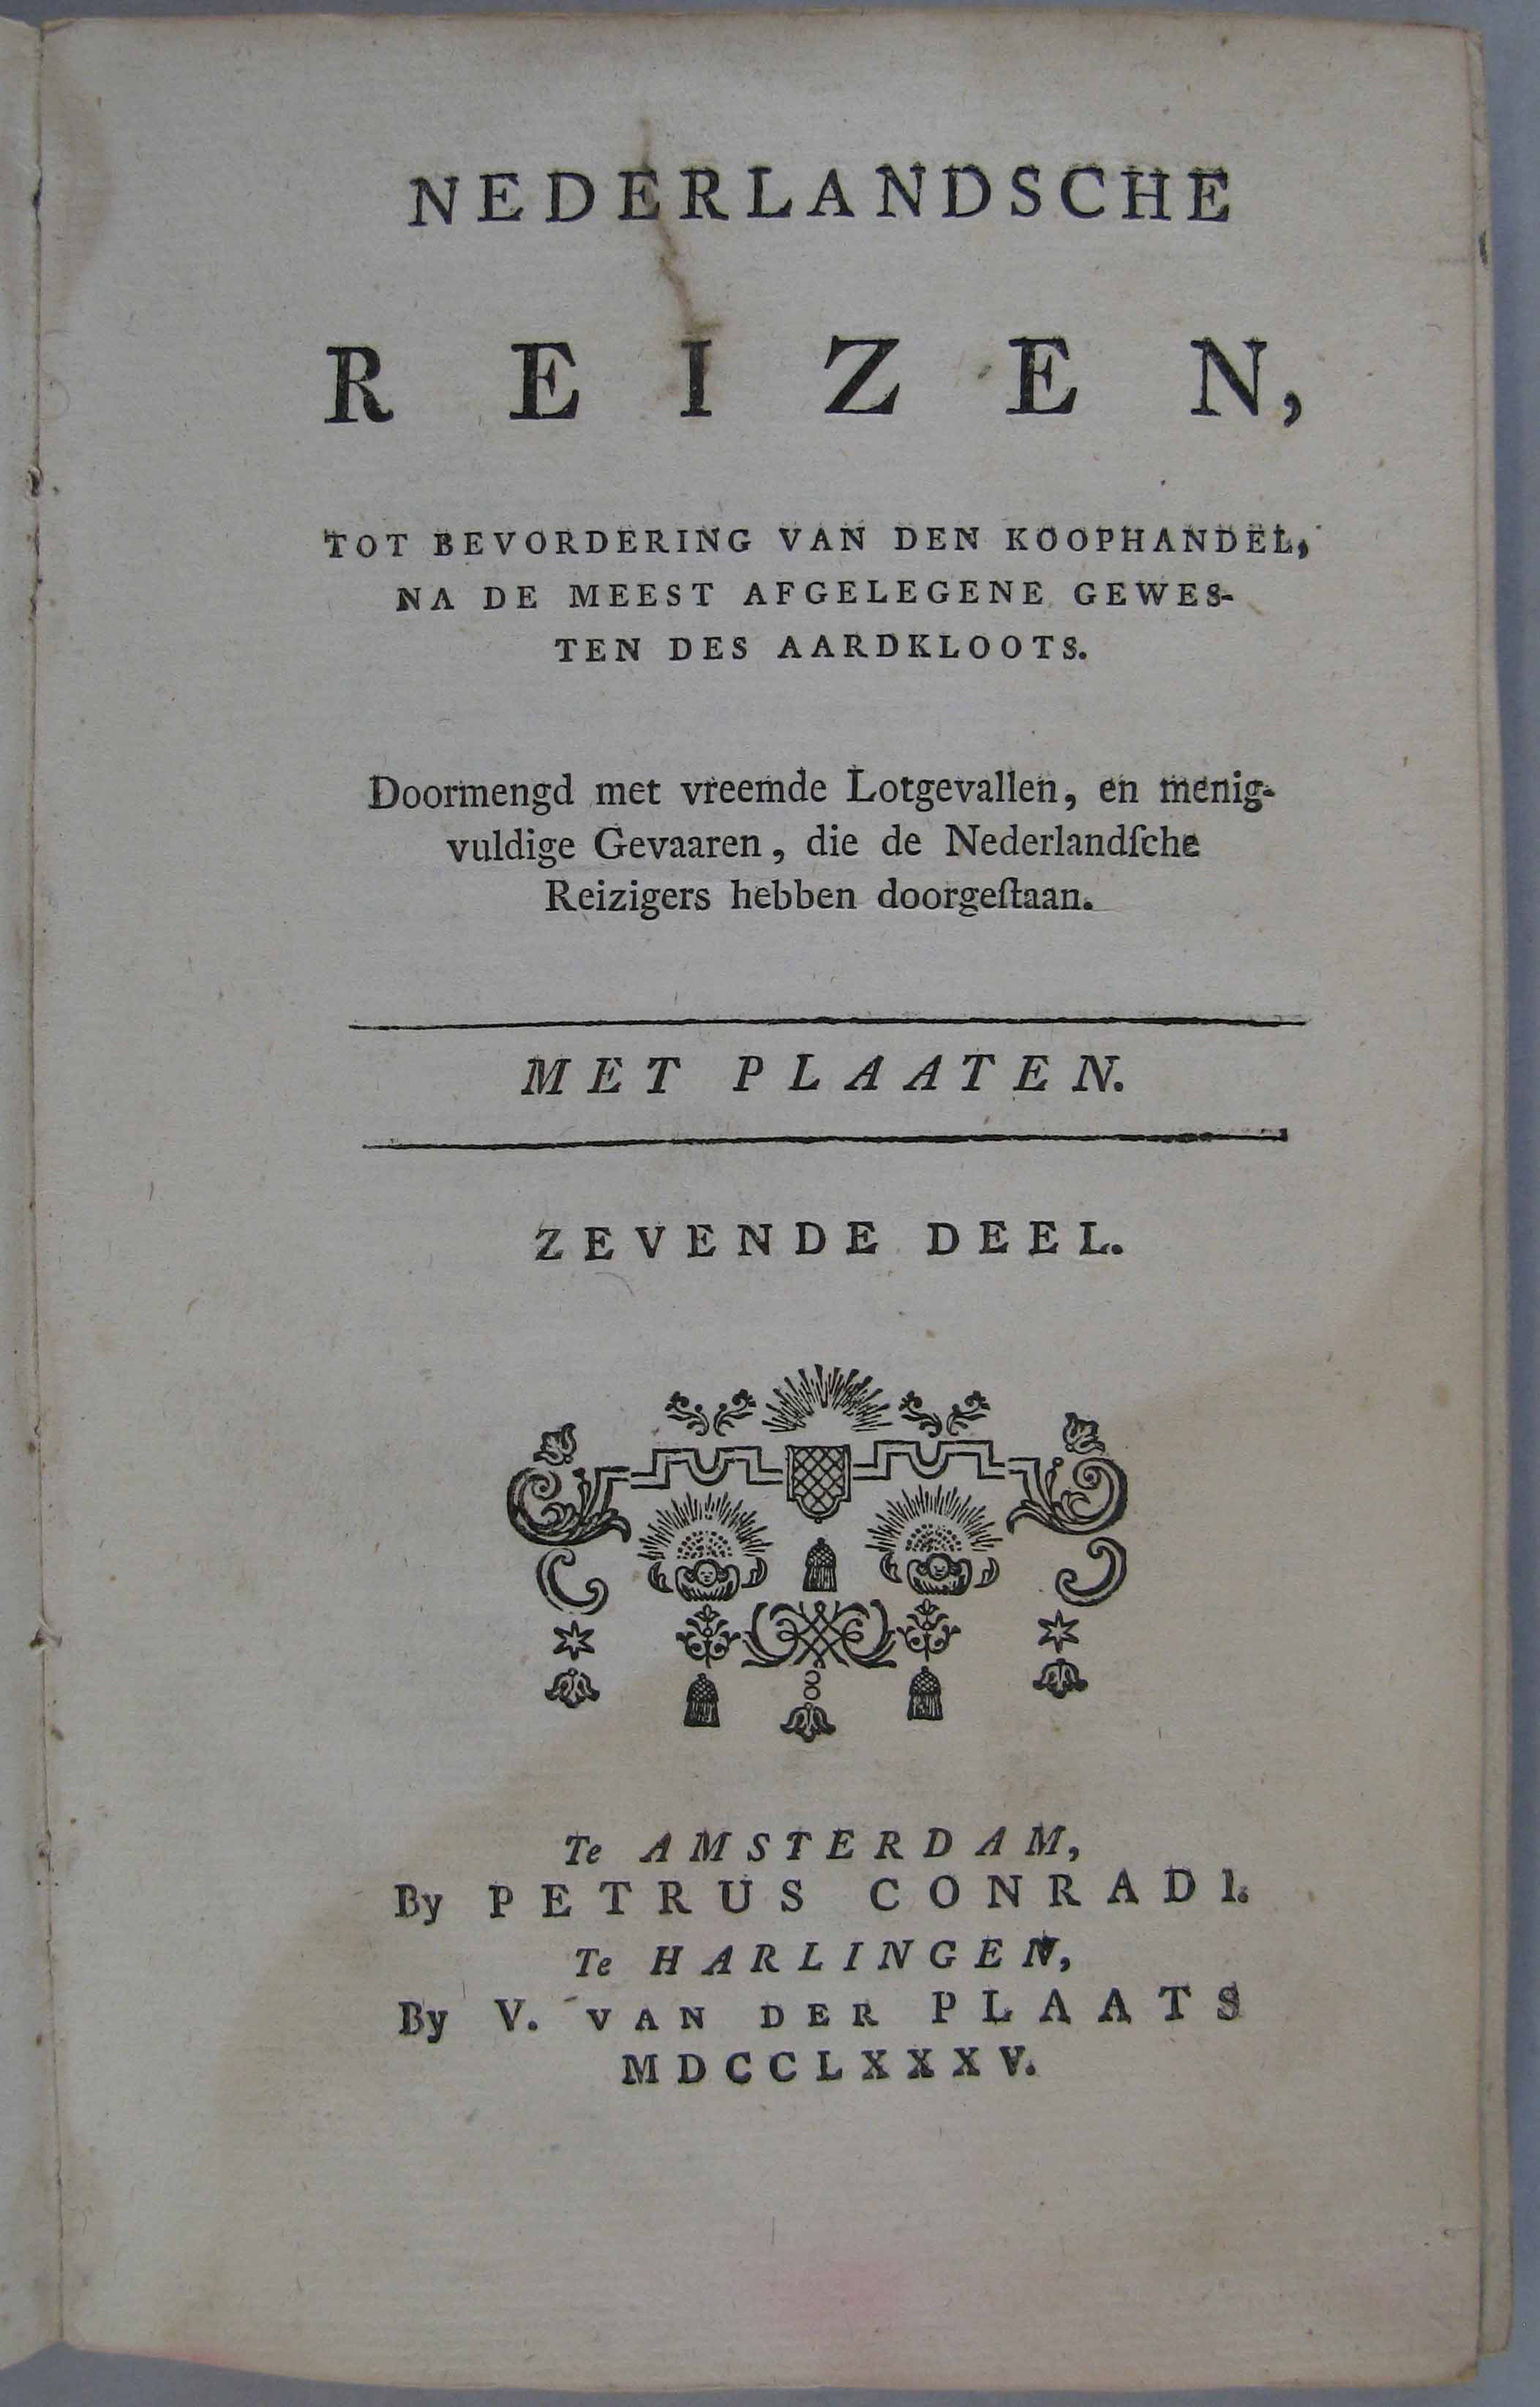 NEDERLANDSCHE
REIZEN,
TOT BEVORDERING VAN DEN KOOPHANDEL,
NA DE MEEST AFGELEGENE GEWES-
TEN DES AARDKLOOTS.
Doormengd met vreemde Lotgevallen, en menig-
vuldige Gevaaren, die de Nederlandſche
Reizigers hebben doorgeſtaan.
MET PLAATEN.
ZEVENDE DEEL.
Te AMSTERDAM,
By PETRUS CONRADI.
Te HARLINGEN,
By V. VAN DER PLAATS
MDCCLXXXV.